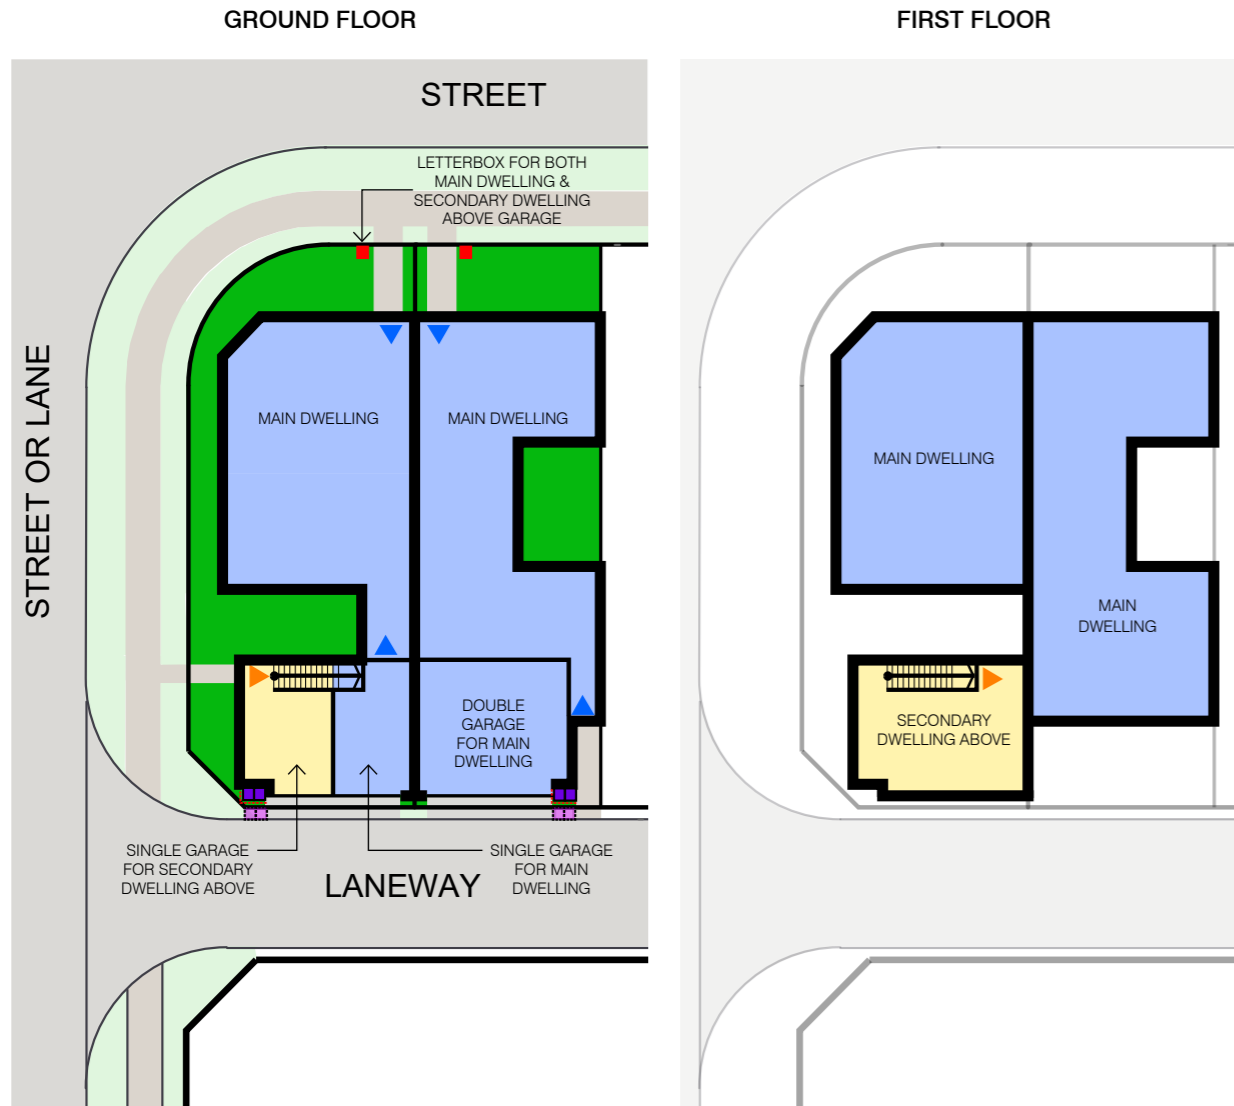 GROUND FLOOR
FIRST FLOOR
STREET
LETTERBOX FOR BOTH
MAIN DWELLING &
SECONDARY DWELLING
ABOVE GARAGE
STREET OR LANE
MAIN DWELLING
MAIN DWELLING
DOUBLE
GARAGE
FOR MAIN
DWELLING
SINGLE GARAGE
FOR SECONDARY
DWELLING ABOVE
SINGLE GARAGE
FOR MAIN
DWELLING
LANEWAY
MAIN DWELLING
MAIN
DWELLING
SECONDARY
DWELLING ABOVE